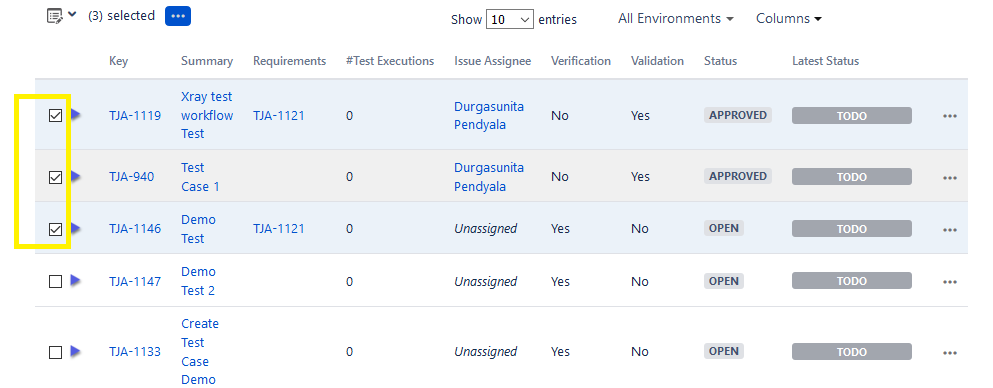 (3) selected ••• Show 10 entries All Environments Columns
Key Summary Requirements #Test Executions Issue Assignee Verification Validation Status Latest Status
TJA-1119 Xray test workflow Test TJA-1121 0 Durgasunita Pendyala No Yes APPROVED TODO •••
TJA-940 Test Case 1 0 Durgasunita Pendyala No Yes APPROVED TODO •••
TJA-1146 Demo Test TJA-1121 0 Unassigned Yes No OPEN TODO •••
TJA-1147 Demo Test 2 0 Unassigned Yes No OPEN TODO •••
TJA-1133 Create Test Case Demo 0 Unassigned Yes No OPEN TODO •••